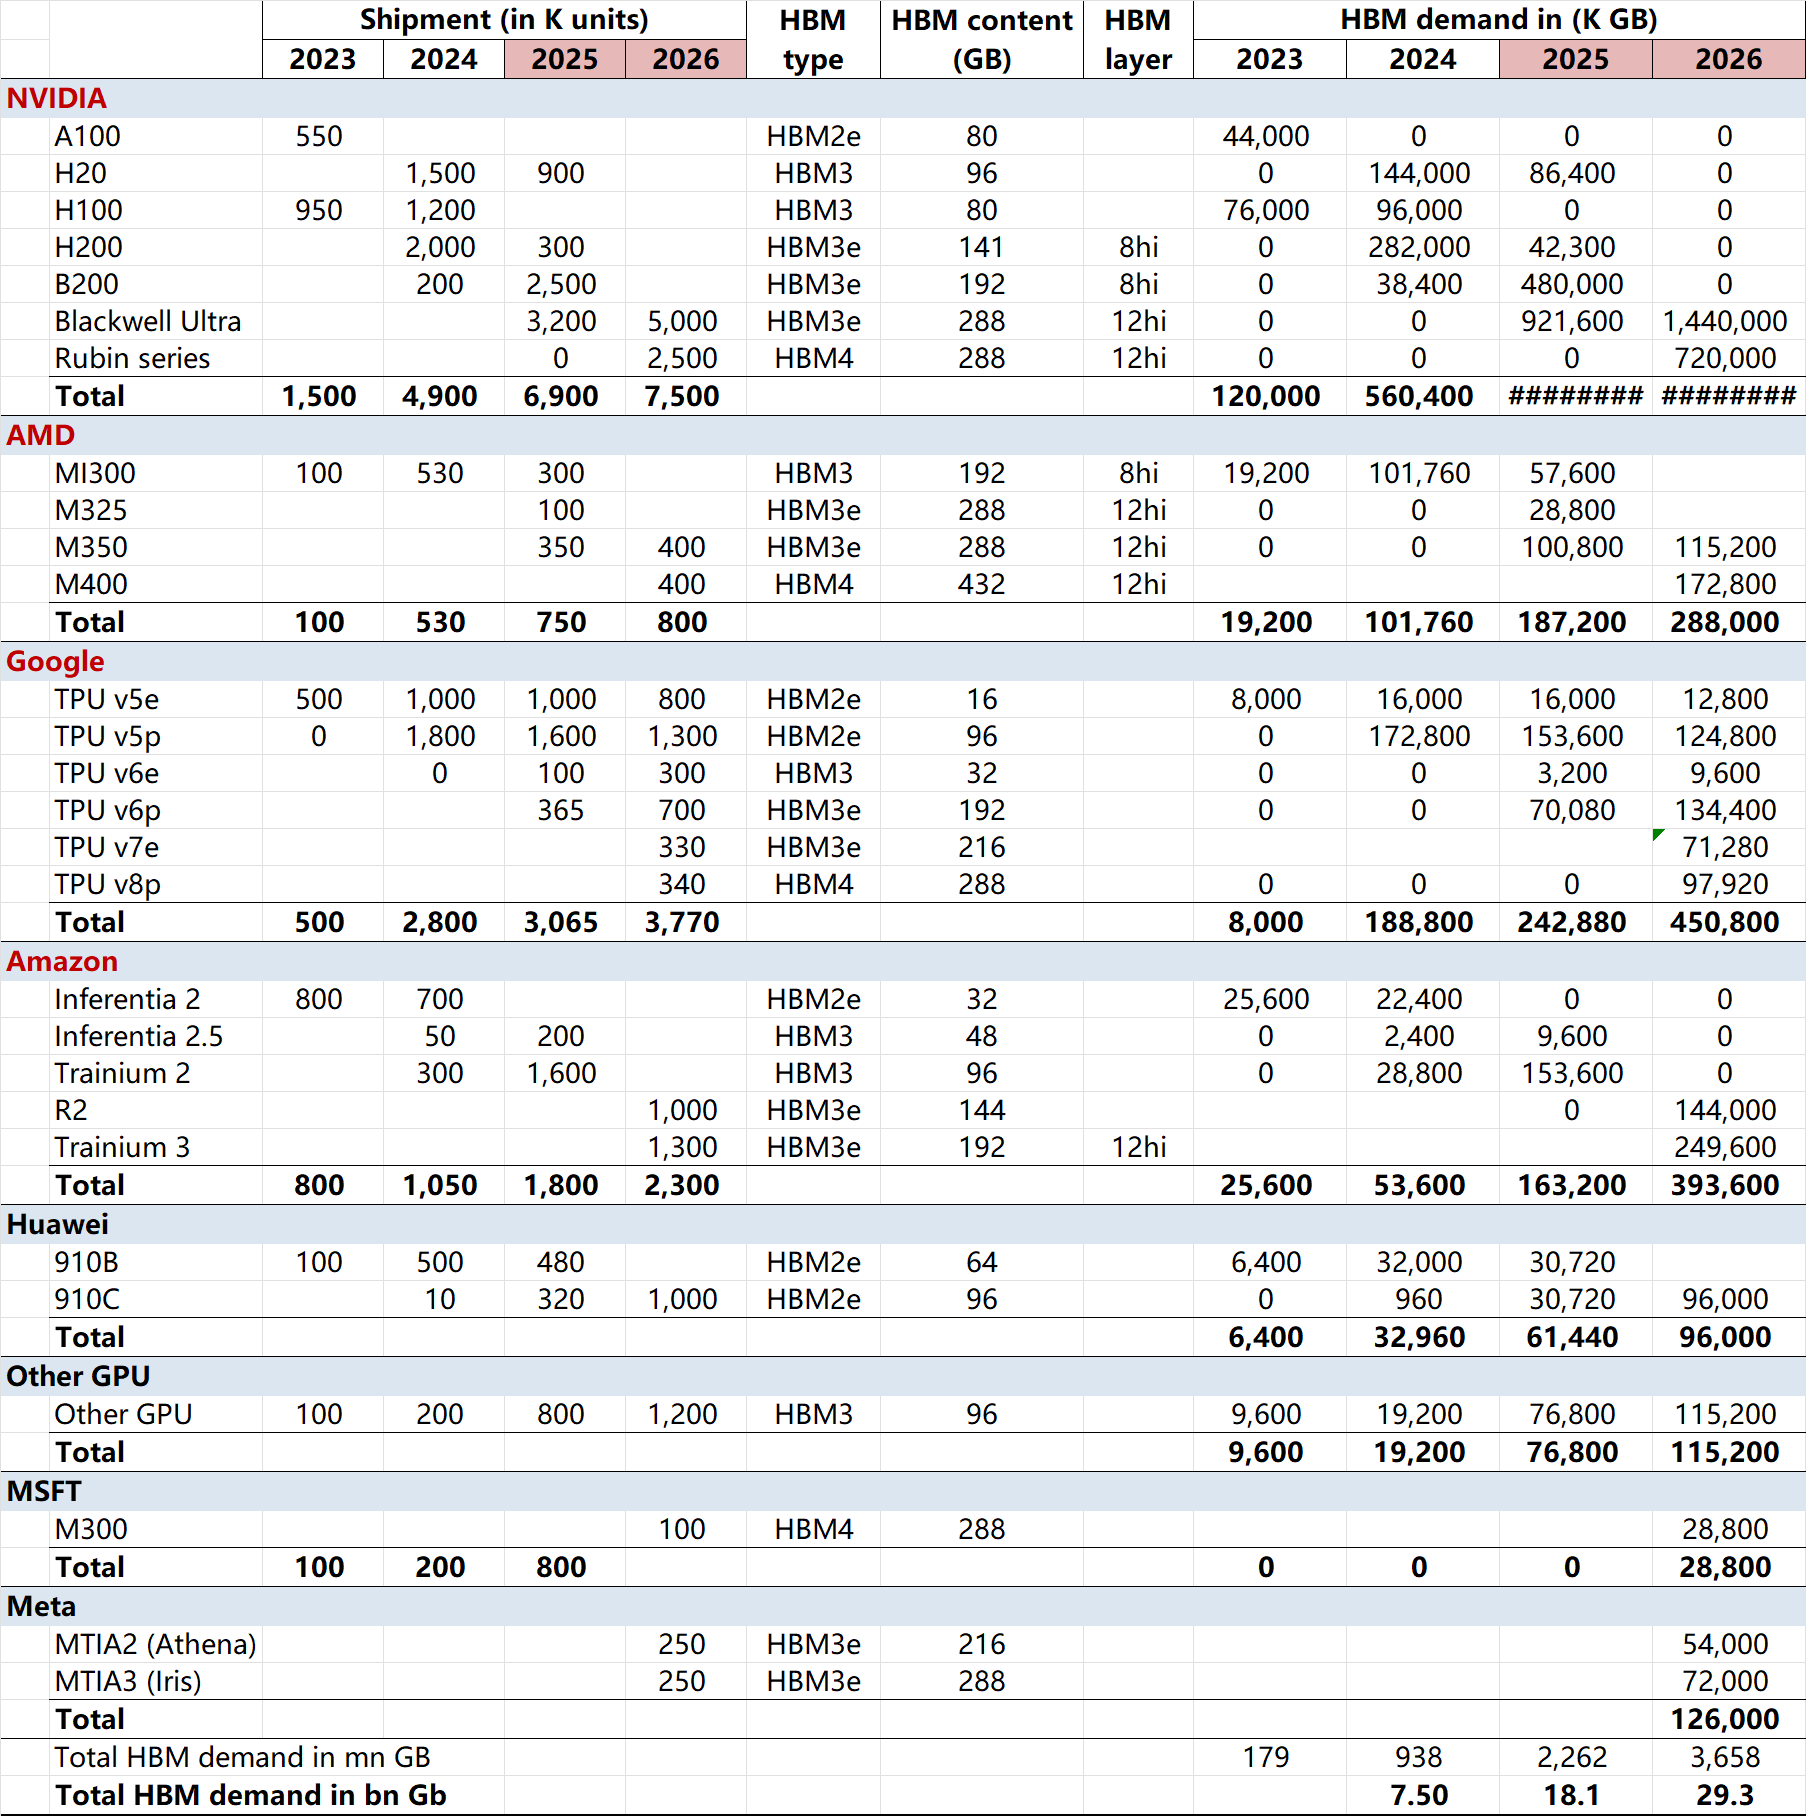 Shipment (in K units) HBM HBM content HBM HBM demand in (K GB)
2023 2024 2025 2026 type (GB) layer 2023 2024 2025 2026
NVIDIA
A100 550 HBM2e 80 44,000 0 0 0
H20 1,500 900 HBM3 96 0 144,000 86,400 0
H100 950 1,200 HBM3 80 76,000 96,000 0 0
H200 2,000 300 HBM3e 141 8hi 0 282,000 42,300 0
B200 200 2,500 HBM3e 192 8hi 0 38,400 480,000 0
Blackwell Ultra 3,200 5,000 HBM3e 288 12hi 0 0 921,600 1,440,000
Rubin series 0 2,500 HBM4 288 12hi 0 0 0 720,000
Total 1,500 4,900 6,900 7,500 120,000 560,400 ######## ########
AMD
MI300 100 530 300 HBM3 192 8hi 19,200 101,760 57,600
M325 100 HBM3e 288 12hi 0 0 28,800
M350 350 400 HBM3e 288 12hi 0 0 100,800 115,200
M400 400 HBM4 432 12hi 172,800
Total 100 530 750 800 19,200 101,760 187,200 288,000
Google
TPU v5e 500 1,000 1,000 800 HBM2e 16 8,000 16,000 16,000 12,800
TPU v5p 0 1,800 1,600 1,300 HBM2e 96 0 172,800 153,600 124,800
TPU v6e 0 100 300 HBM3 32 0 0 3,200 9,600
TPU v6p 365 700 HBM3e 192 0 0 70,080 134,400
TPU v7e 330 HBM3e 216 71,280
TPU v8p 340 HBM4 288 0 0 0 97,920
Total 500 2,800 3,065 3,770 8,000 188,800 242,880 450,800
Amazon
Inferentia 2 800 700 HBM2e 32 25,600 22,400 0 0
Inferentia 2.5 50 200 HBM3 48 0 2,400 9,600 0
Trainium 2 300 1,600 HBM3 96 0 28,800 153,600 0
R2 1,000 HBM3e 144 0 144,000
Trainium 3 1,300 HBM3e 192 12hi 249,600
Total 800 1,050 1,800 2,300 25,600 53,600 163,200 393,600
Huawei
910B 100 500 480 HBM2e 64 6,400 32,000 30,720
910C 10 320 1,000 HBM2e 96 0 960 30,720 96,000
Total 6,400 32,960 61,440 96,000
Other GPU
Other GPU 100 200 800 1,200 HBM3 96 9,600 19,200 76,800 115,200
Total 9,600 19,200 76,800 115,200
MSFT
M300 100 HBM4 288 28,800
Total 100 200 800 0 0 0 28,800
Meta
MTIA2 (Athena) 250 HBM3e 216 54,000
MTIA3 (Iris) 250 HBM3e 288 72,000
Total 126,000
Total HBM demand in mn GB 179 938 2,262 3,658
Total HBM demand in bn Gb 7.50 18.1 29.3